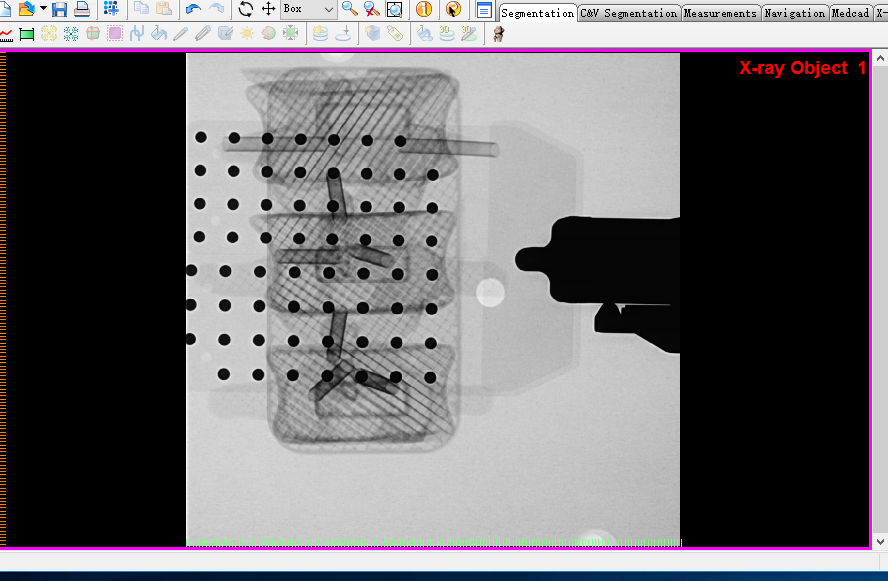 Box
Segmentation C&V Segmentation Measurements Navigation Medcad X-
X-ray Object 1